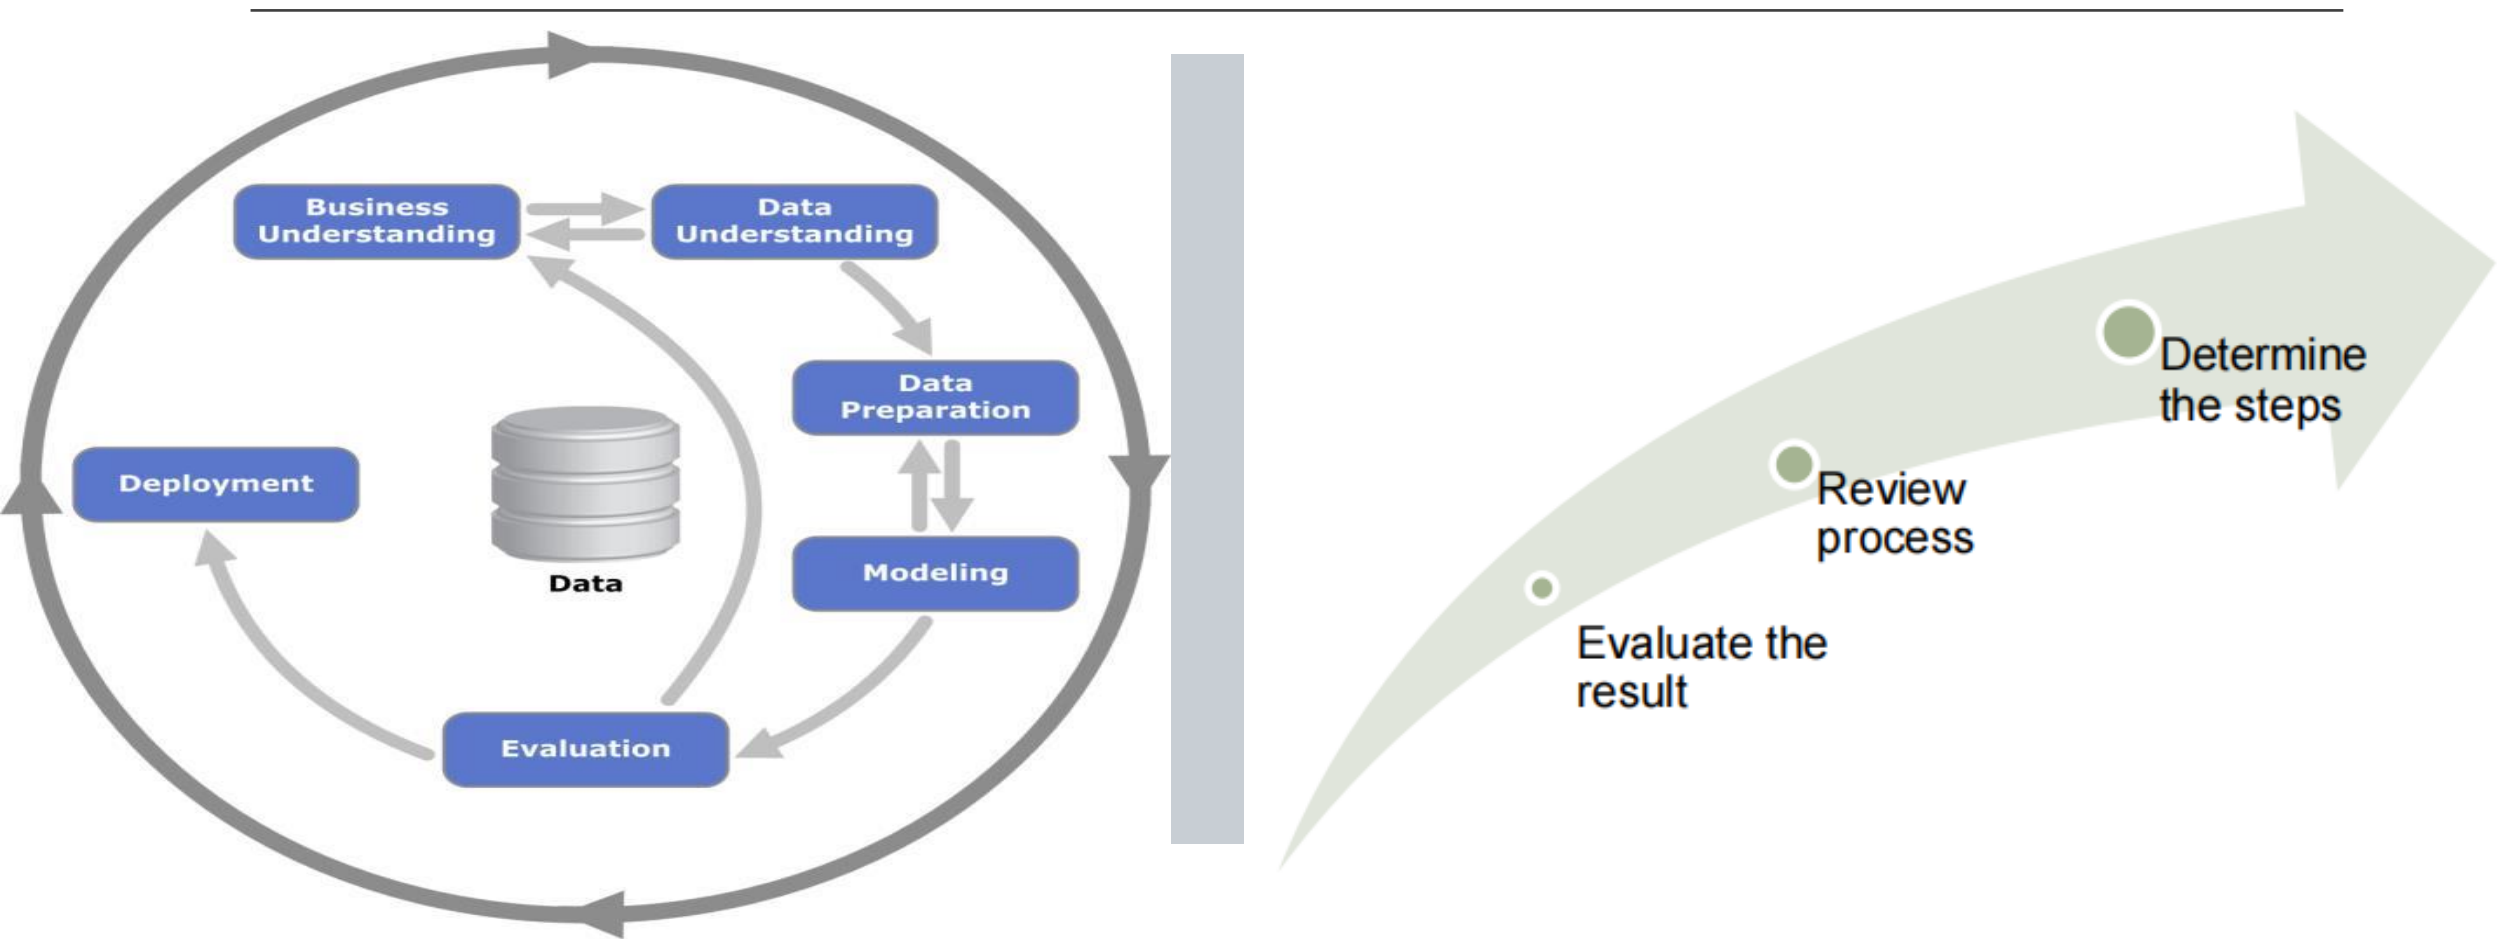 Business
Understanding
Data
Understanding
Data
Preparation
Modeling
Evaluation
Deployment
Data
Evaluate the
result
Review
process
Determine
the steps